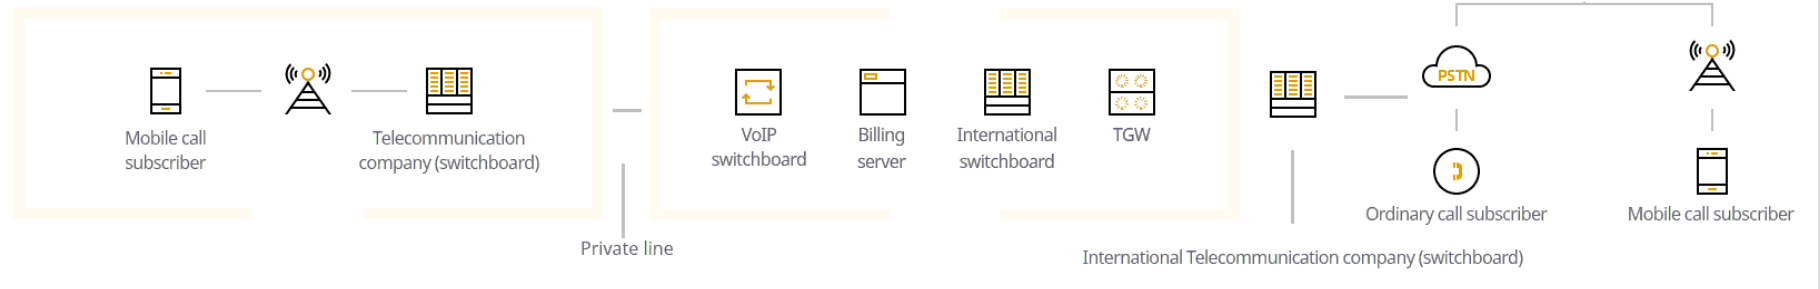 Mobile call
subscriber
Telecommunication
company (switchboard)
Private line
VoIP
switchboard
Billing
server
International
switchboard
TGW
International Telecommunication company (switchboard)
PSTN
Ordinary call subscriber
Mobile call subscriber